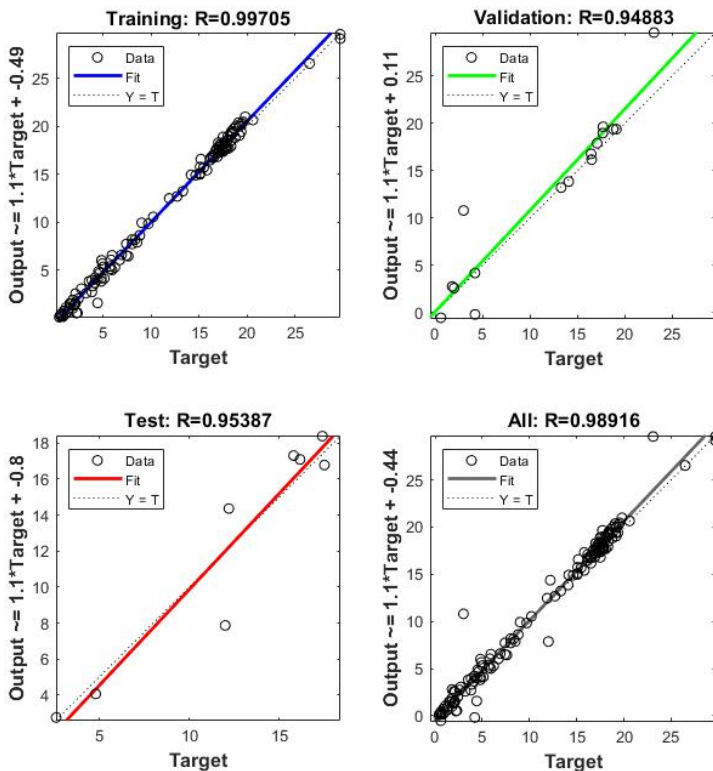 Training: R=0.99705
Output ~= 1.1*Target + -0.49
Data
Fit
Y = T
25
20
15
10
5
5 10 15 20 25
Target
Validation: R=0.94883
Output ~= 1.1*Target + 0.11
Data
Fit
Y = T
25
20
15
10
5
0
0 5 10 15 20 25
Target
Test: R=0.95387
Output ~= 1.1*Target + -0.8
Data
Fit
Y = T
18
16
14
12
10
8
6
4
5 10 15
Target
All: R=0.98916
Output ~= 1.1*Target + -0.44
Data
Fit
Y = T
25
20
15
10
5
0
0 5 10 15 20 25
Target